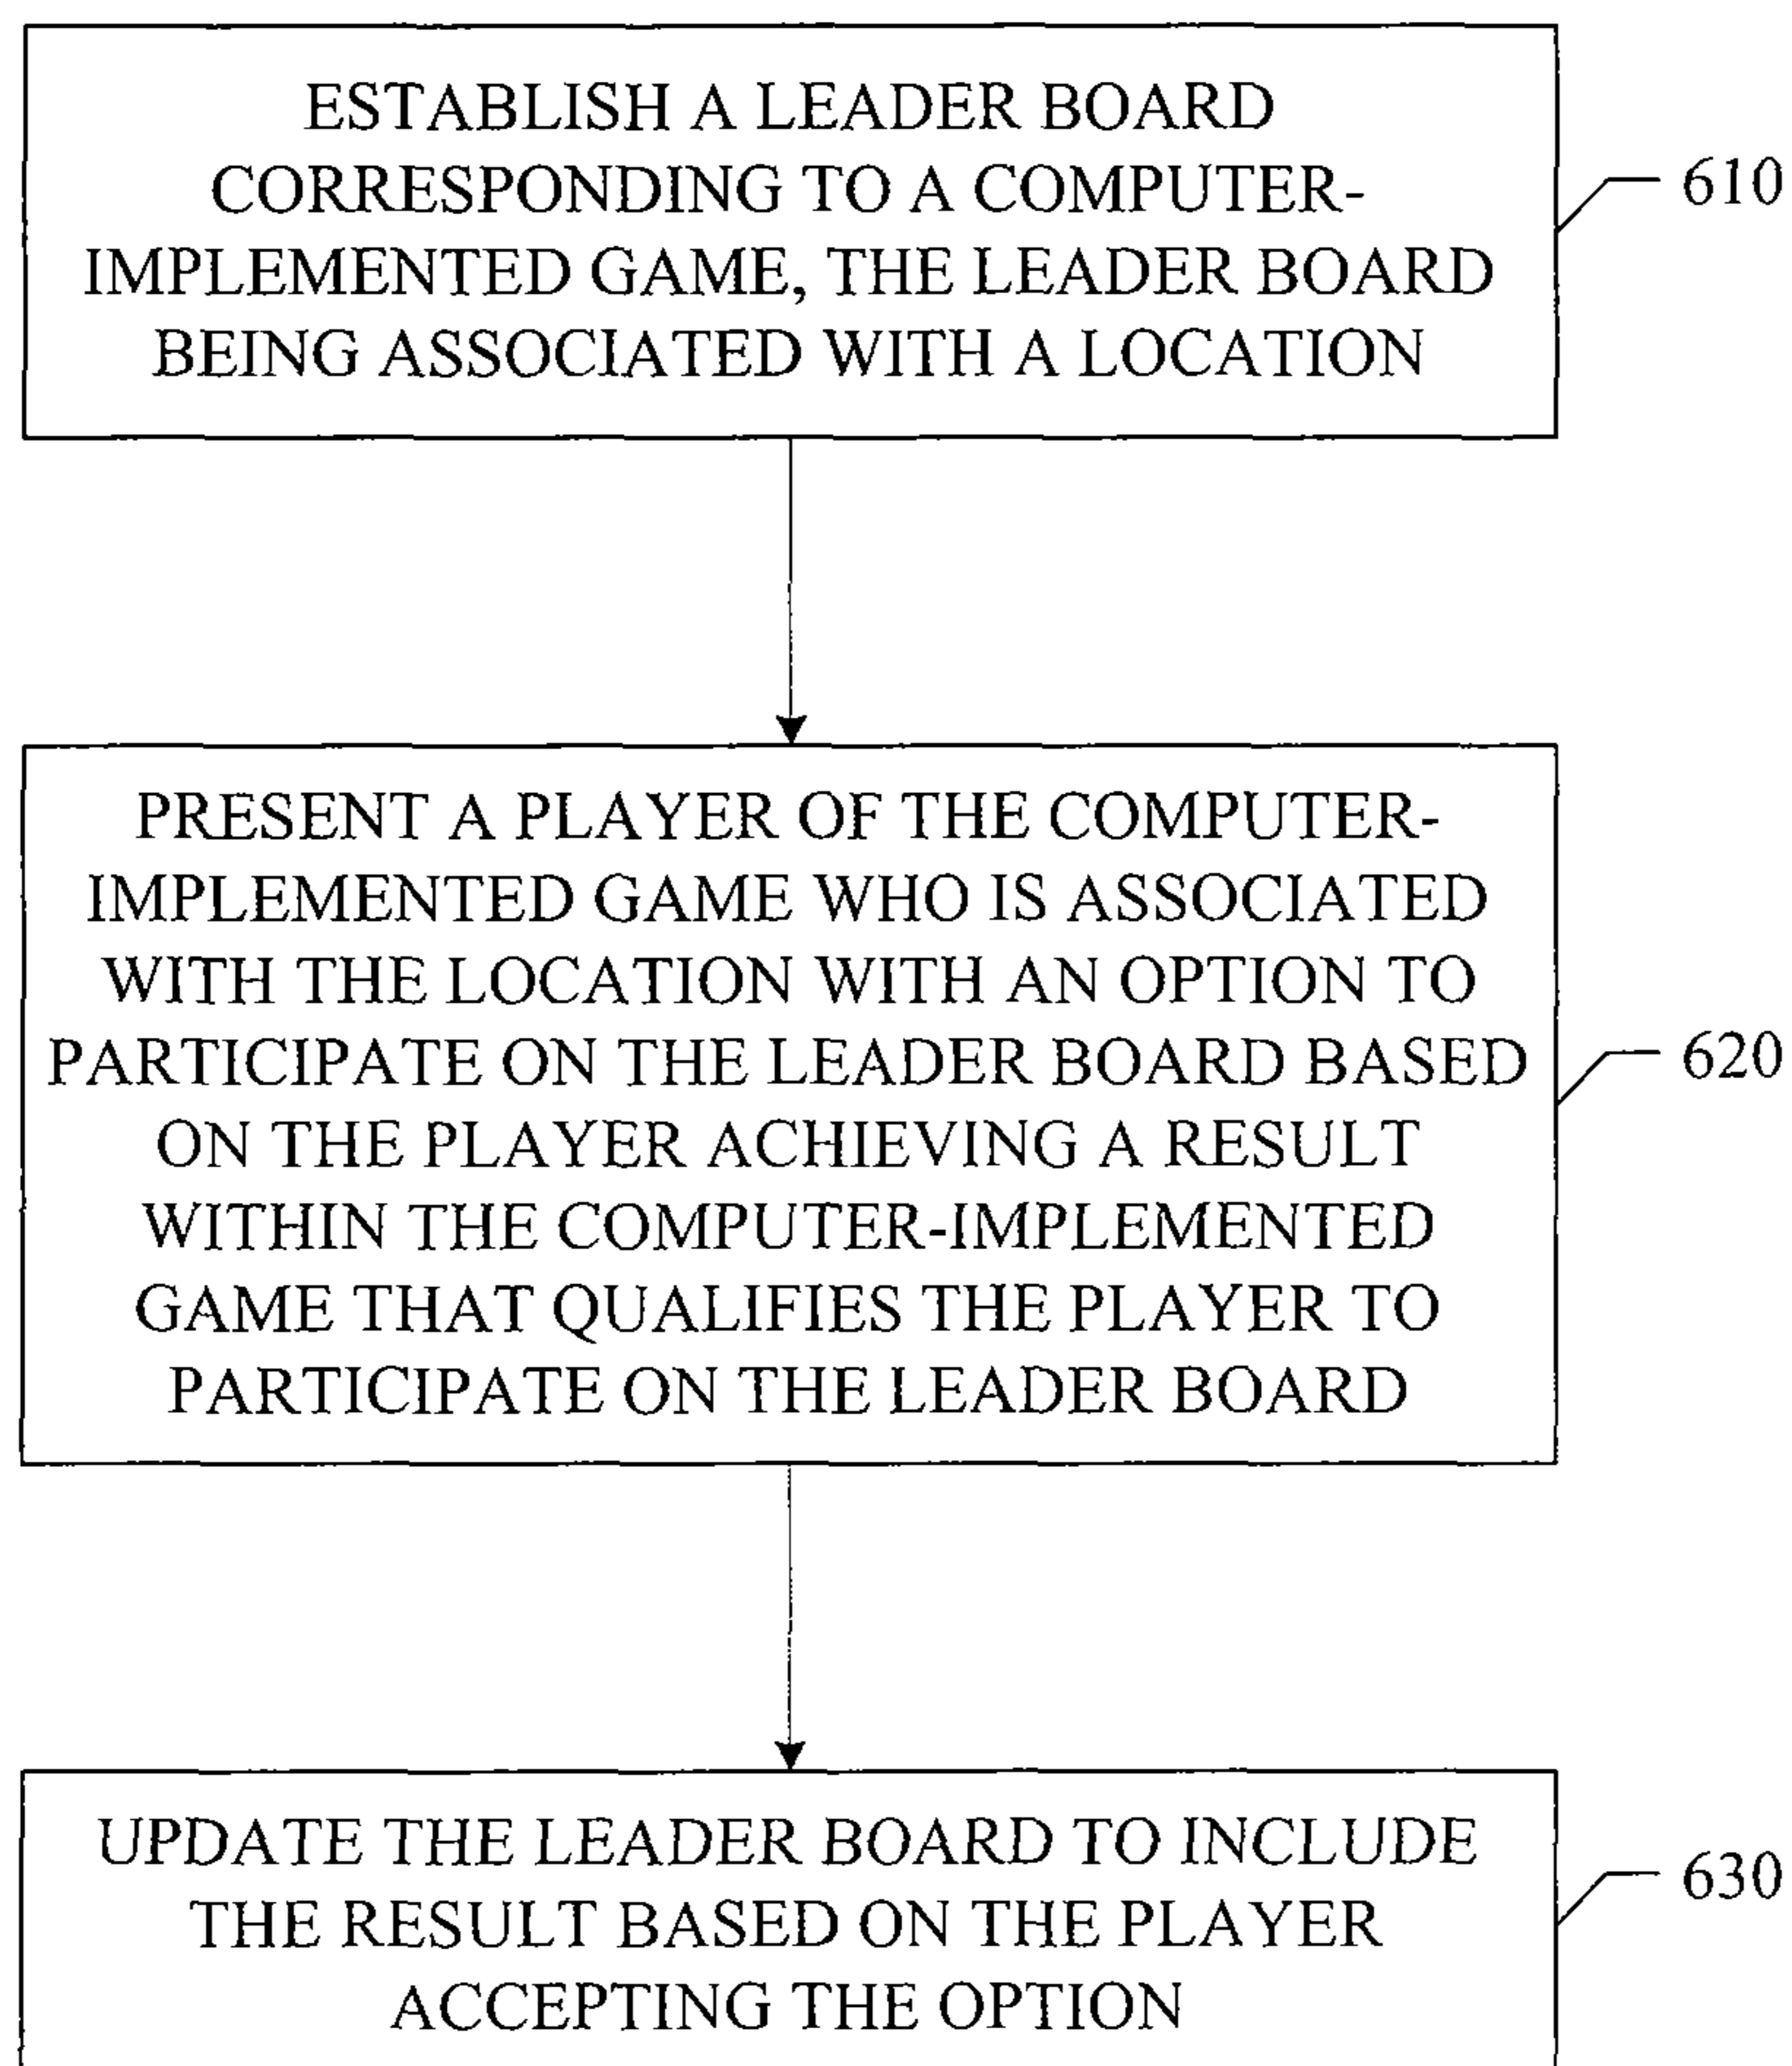 ESTABLISH A LEADER BOARD
CORRESPONDING TO A COMPUTER-
IMPLEMENTED GAME, THE LEADER BOARD
BEING ASSOCIATED WITH A LOCATION
610
PRESENT A PLAYER OF THE COMPUTER-
IMPLEMENTED GAME WHO IS ASSOCIATED
WITH THE LOCATION WITH AN OPTION TO
PARTICIPATE ON THE LEADER BOARD BASED
ON THE PLAYER ACHIEVING A RESULT
WITHIN THE COMPUTER-IMPLEMENTED
GAME THAT QUALIFIES THE PLAYER TO
PARTICIPATE ON THE LEADER BOARD
620
UPDATE THE LEADER BOARD TO INCLUDE
THE RESULT BASED ON THE PLAYER
ACCEPTING THE OPTION
630